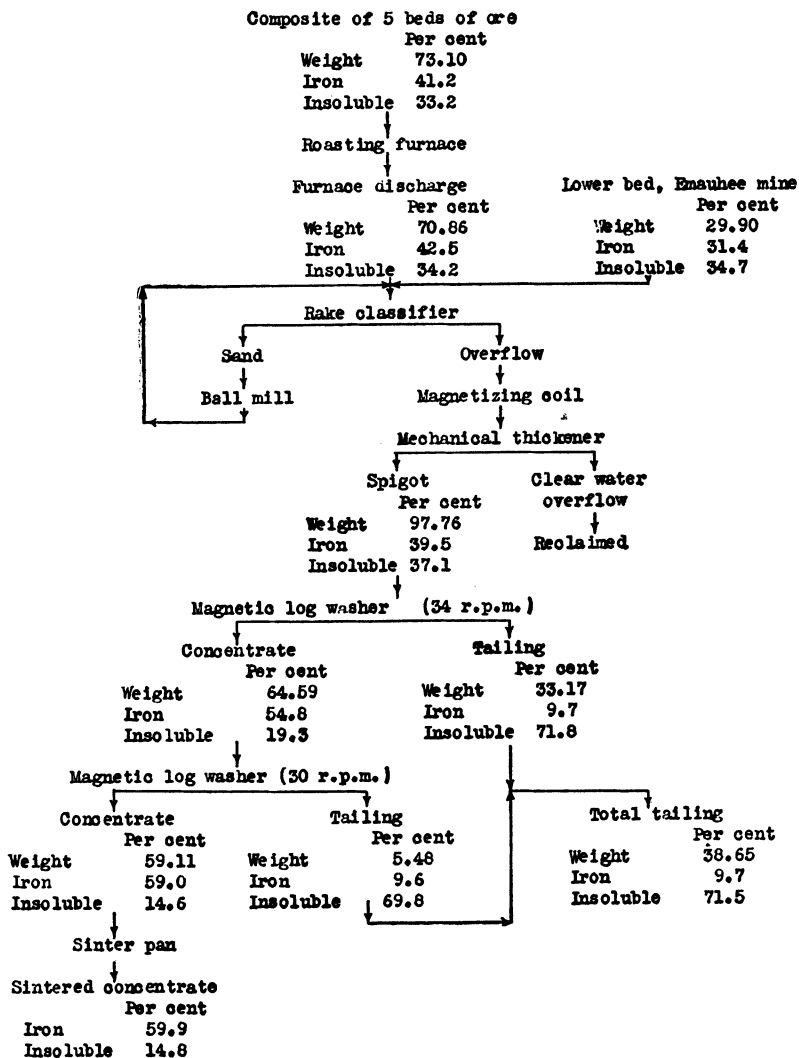 Composite of 5 beds of ore
Per cent
Weight 73.10
Iron 41.2
Insoluble 33.2
Roasting furnace
Furnace discharge
Per cent
Weight 70.86
Iron 42.5
Insoluble 34.2
Lower bed, Emauhee mine
Per cent
Weight 29.90
Iron 31.4
Insoluble 34.7
Rake classifier
Sand
Overflow
Ball mill
Magnetizing coil
Mechanical thickener
Spigot
Per cent
Weight 97.76
Iron 39.5
Insoluble 37.1
Clear water
overflow
Reclaimed
Magnetic log washer (34 r.p.m.)
Concentrate
Per cent
Weight 64.59
Iron 54.8
Insoluble 19.3
Tailing
Per cent
Weight 33.17
Iron 9.7
Insoluble 71.8
Magnetic log washer (30 r.p.m.)
Concentrate
Per cent
Weight 59.11
Iron 59.0
Insoluble 14.6
Tailing
Per cent
Weight 5.48
Iron 9.6
Insoluble 69.8
Total tailing
Per cent
Weight 38.65
Iron 9.7
Insoluble 71.5
Sinter pan
Sintered concentrate
Per cent
Iron 59.9
Insoluble 14.8